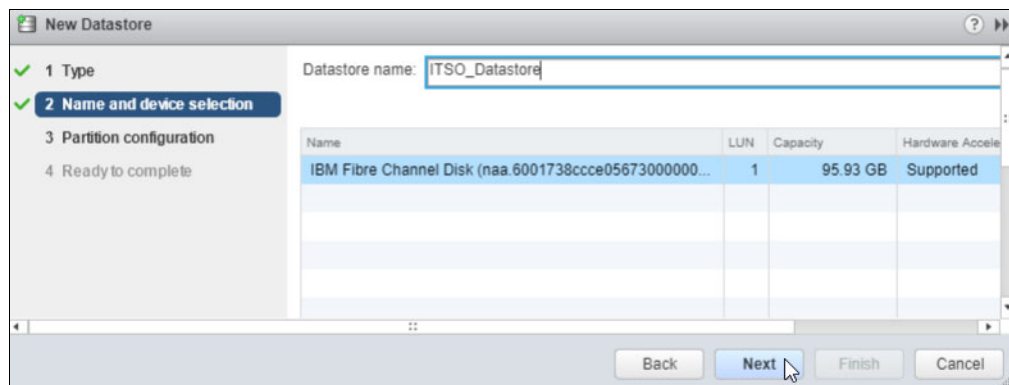 New Datastore
1 Type
2 Name and device selection
3 Partition configuration
4 Ready to complete
Datastore name: ITSO_Datastore
Name LUN Capacity Hardware Accele
IBM Fibre Channel Disk (naa.6001738ccce05673000000... 1 95.93 GB Supported
Back Next Finish Cancel